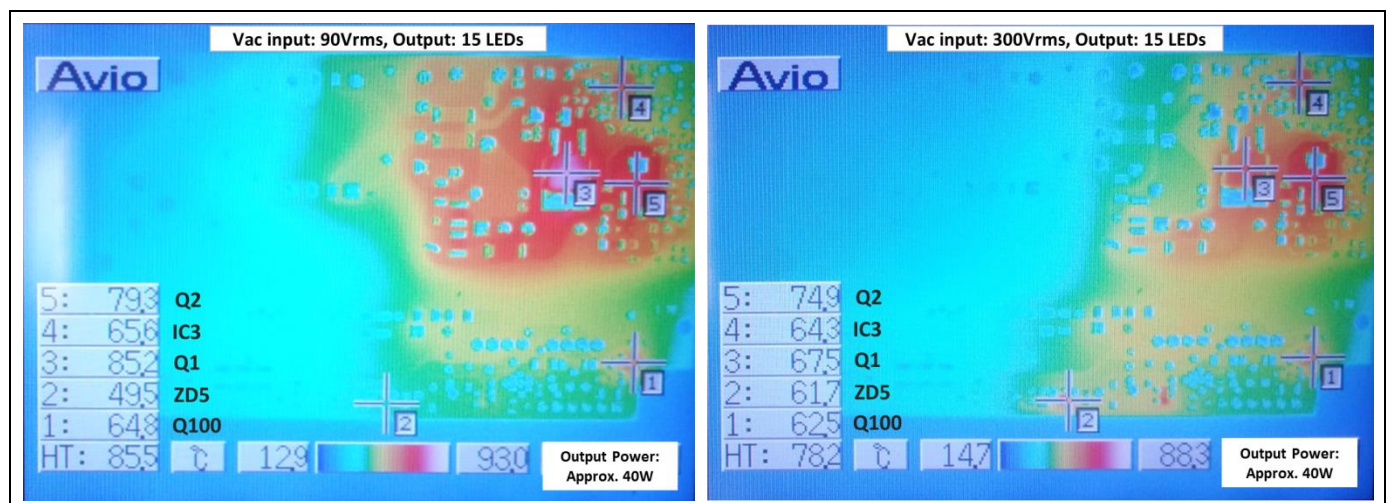 Vac input: 90Vrms, Output: 15 LEDs
Avio
4
3
5
5: 79.3 Q2
4: 65.6 IC3
3: 85.2 Q1
2: 49.5 ZD5
1: 64.8 Q100
1
2
HT: 85.5 ℃ 12.9 93.0
Output Power:
Approx. 40W
Vac input: 300Vrms, Output: 15 LEDs
Avio
4
3
5
5: 74.9 Q2
4: 64.3 IC3
3: 67.5 Q1
2: 61.7 ZD5
1: 62.5 Q100
1
2
HT: 78.2 ℃ 14.7 88.3
Output Power:
Approx. 40W